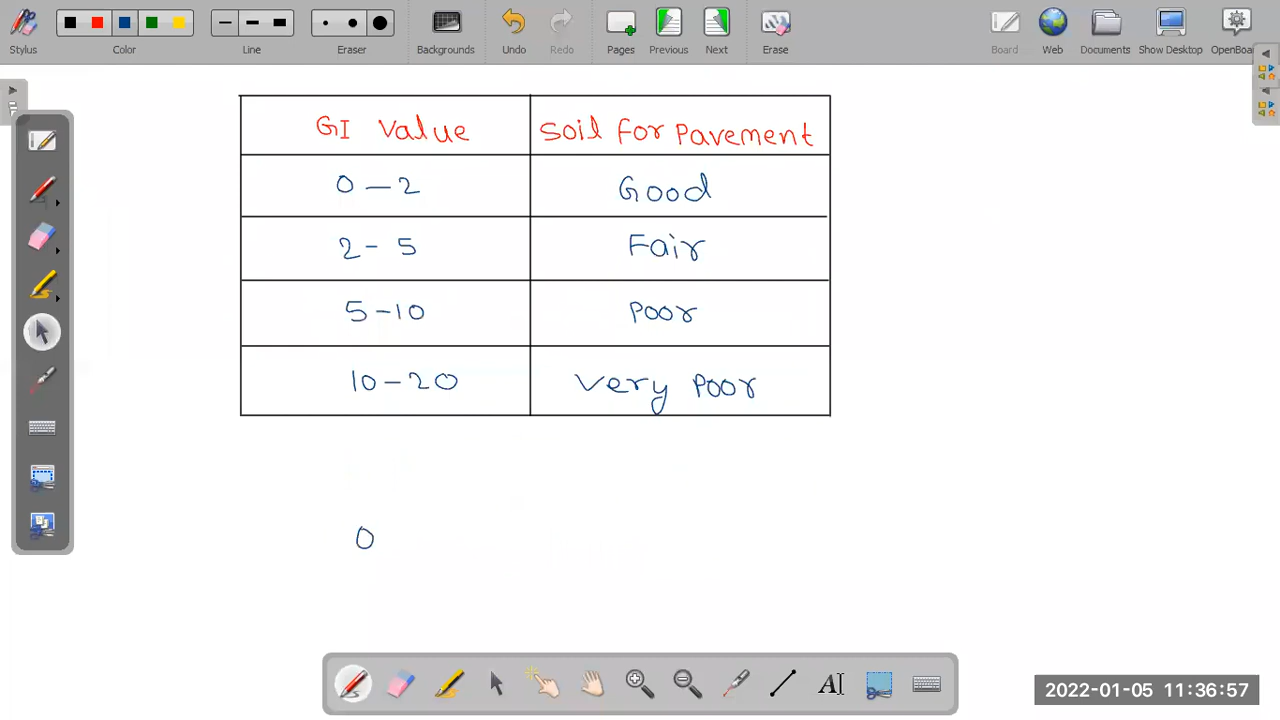 Stylus
Color
Line
Eraser
Backgrounds
Undo
Redo
Pages
Previous
Next
Erase
Board
Web
Documents
Show Desktop
OpenBoa
GI Value Soil For Pavement
0 — 2 Good
2 - 5 Fair
5 - 10 Poor
10 - 20 Very Poor
0
2022-01-05 11:36:57